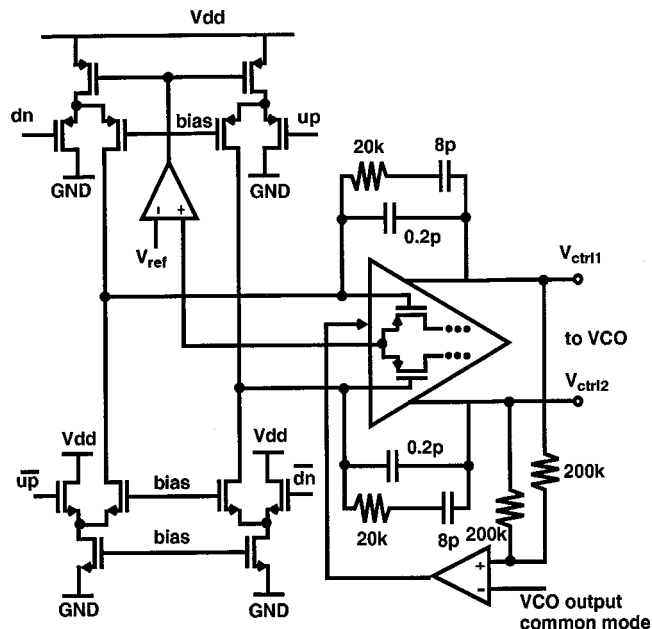 Vdd
dn
bias
up
GND
GND
20k
8p
0.2p
- +
Vref
Vctrl1
to VCO
Vctrl2
Vdd
Vdd
up
bias
dn
0.2p
200k
20k
8p
200k
bias
+
-
GND
GND
VCO output
common mode